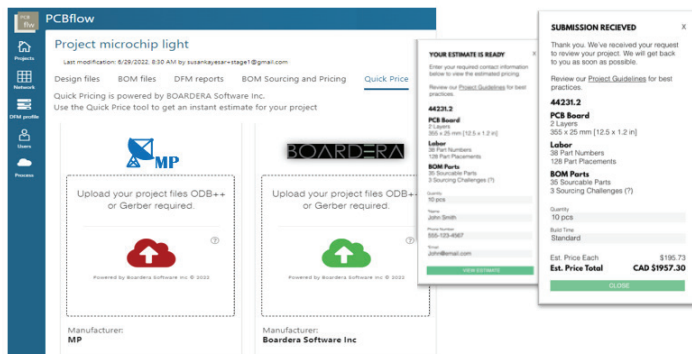 PCB
flw
PCBflow
Projects
Network
DFM profile
Users
Process
Project microchip light
Last modification: 6/29/2022, 8:30 AM by susankayesar+stage1@gmail.com
Design files
BOM files
DFM reports
BOM Sourcing and Pricing
Quick Price
Quick Pricing is powered by BOARDERA Software Inc.
Use the Quick Price tool to get an instant estimate for your project
MP
Upload your project files ODB++
or Gerber required.
?
Powered by Boardera Software Inc © 2022
Manufacturer:
MP
BOARDERA
Upload your project files ODB++
or Gerber required.
?
Powered by Boardera Software Inc © 2022
Manufacturer:
Boardera Software Inc
YOUR ESTIMATE IS READY
X
Enter your required contact information
below to view the estimated pricing.
Review our Project Guidelines for best
practices.
44231.2
PCB Board
2 Layers
355 x 25 mm [12.5 x 1.2 in]
Labor
38 Part Numbers
128 Part Placements
BOM Parts
35 Sourcable Parts
3 Sourcing Challenges (?)
Quantity
10 pcs
Name
John Smith
Phone Number
555-123-4567
Email
John@email.com
VIEW ESTIMATE
SUBMISSION RECIEVED
X
Thank you. We've received your request
to review your project. We will get back
to you as soon as possible.
Review our Project Guidelines for best
practices.
44231.2
PCB Board
2 Layers
355 x 25 mm [12.5 x 1.2 in]
Labor
38 Part Numbers
128 Part Placements
BOM Parts
35 Sourcable Parts
3 Sourcing Challenges (?)
Quantity
10 pcs
Build Time
Standard
Est. Price Each $195.73
Est. Price Total CAD $1957.30
CLOSE